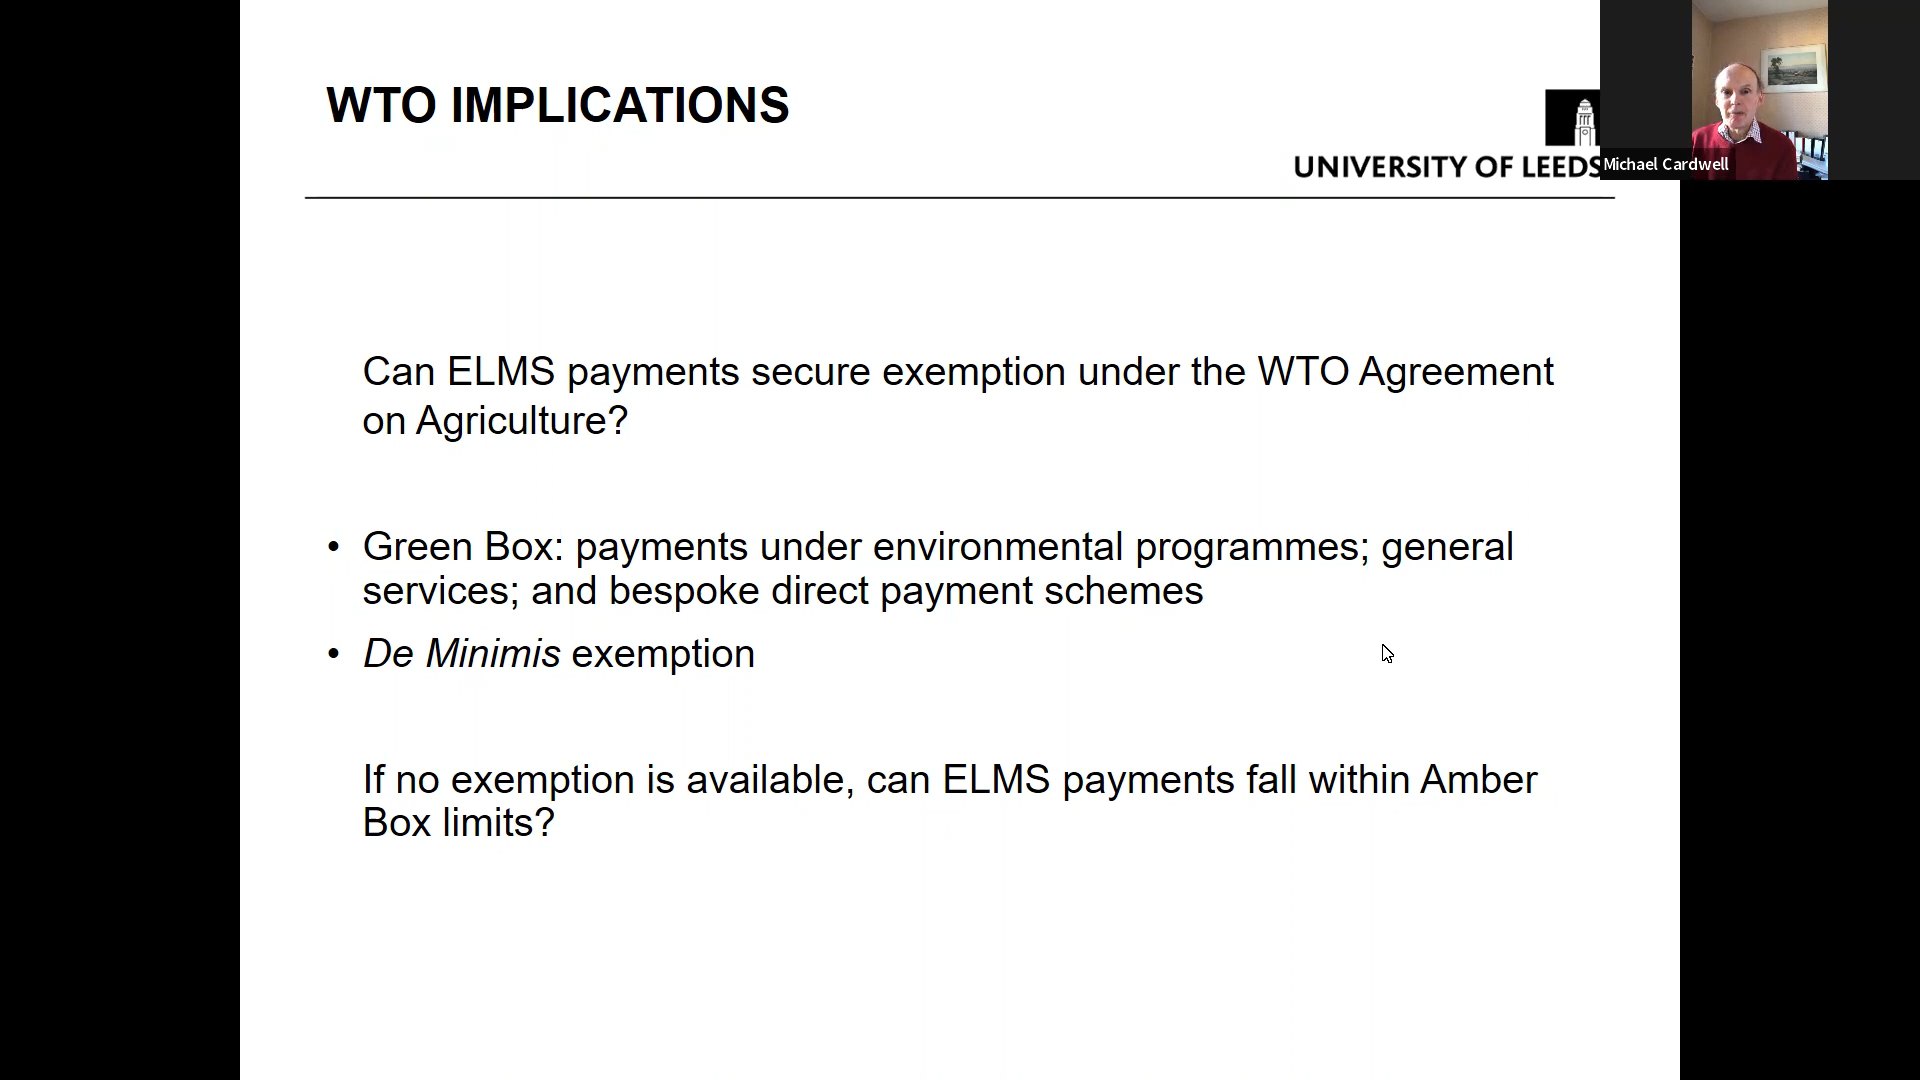 WTO IMPLICATIONS
UNIVERSITY OF LEEDS
Michael Cardwell
Can ELMS payments secure exemption under the WTO Agreement
on Agriculture?
• Green Box: payments under environmental programmes; general
services; and bespoke direct payment schemes
• De Minimis exemption
If no exemption is available, can ELMS payments fall within Amber
Box limits?